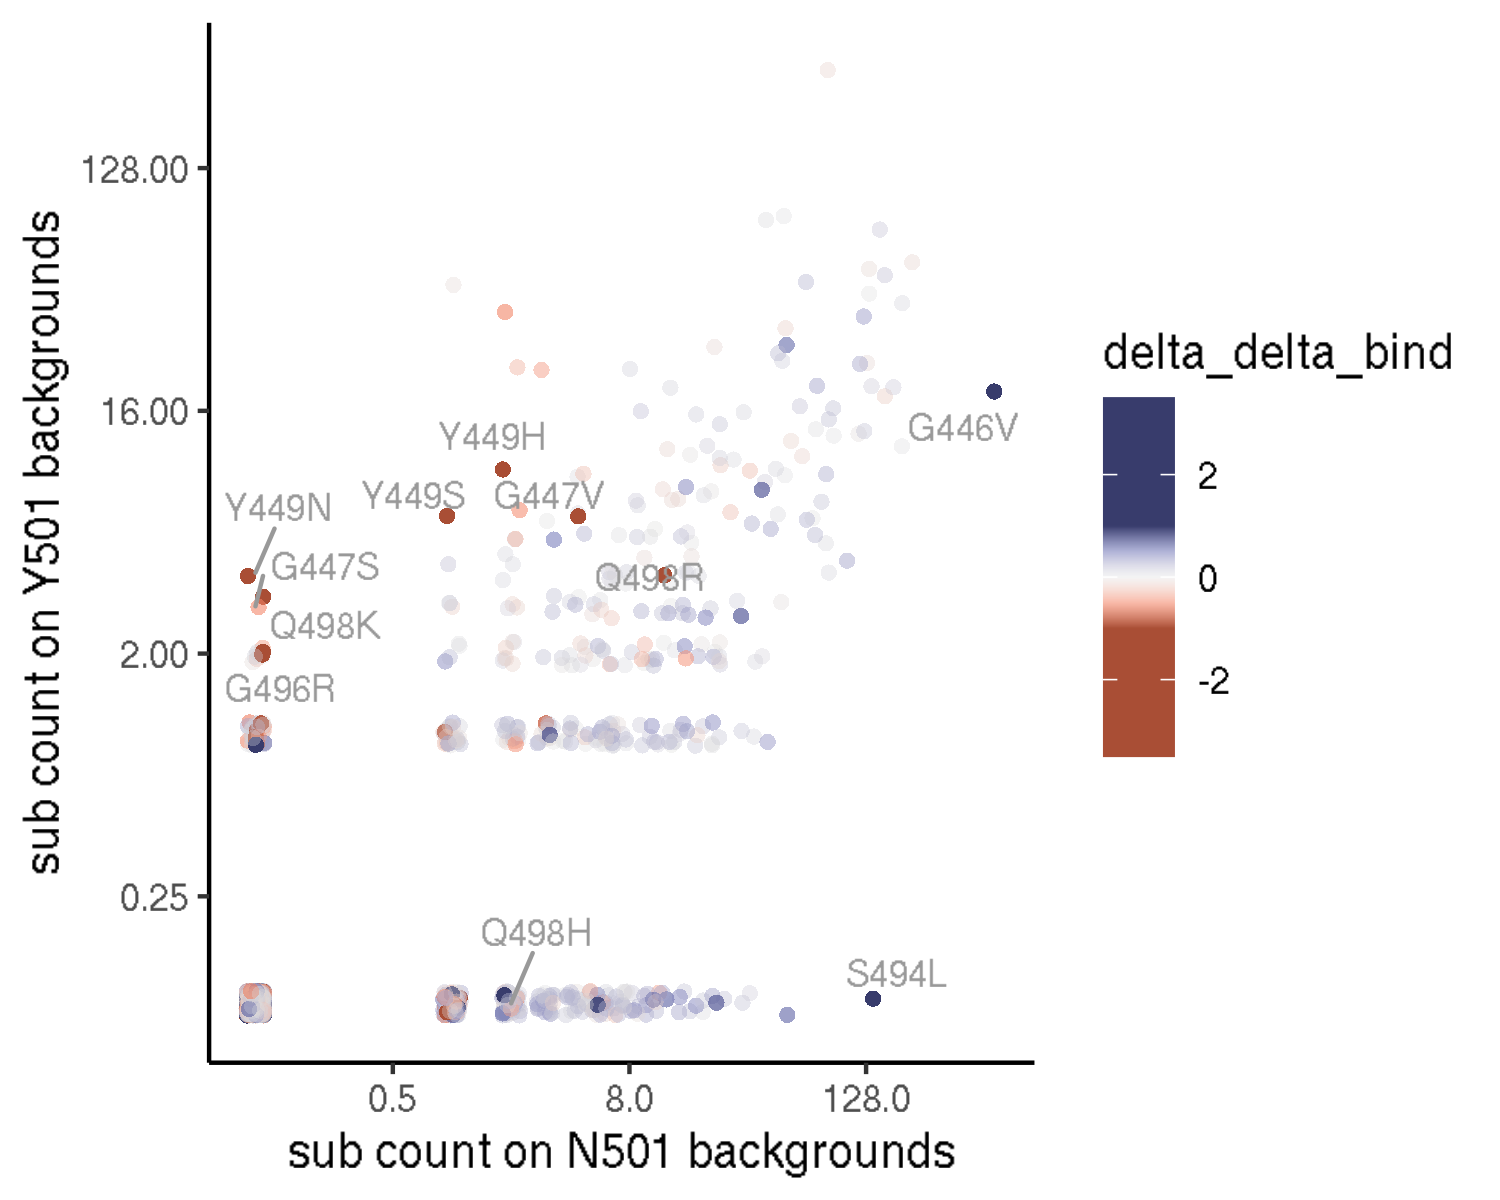 128.00
16.00
2.00
0.25
sub count on Y501 backgrounds
Y449H
Y449S
G447V
G446V
Y449N
G447S
Q498R
Q498K
G496R
Q498H
S494L
0.5
8.0
128.0
sub count on N501 backgrounds
delta_delta_bind
2
0
-2